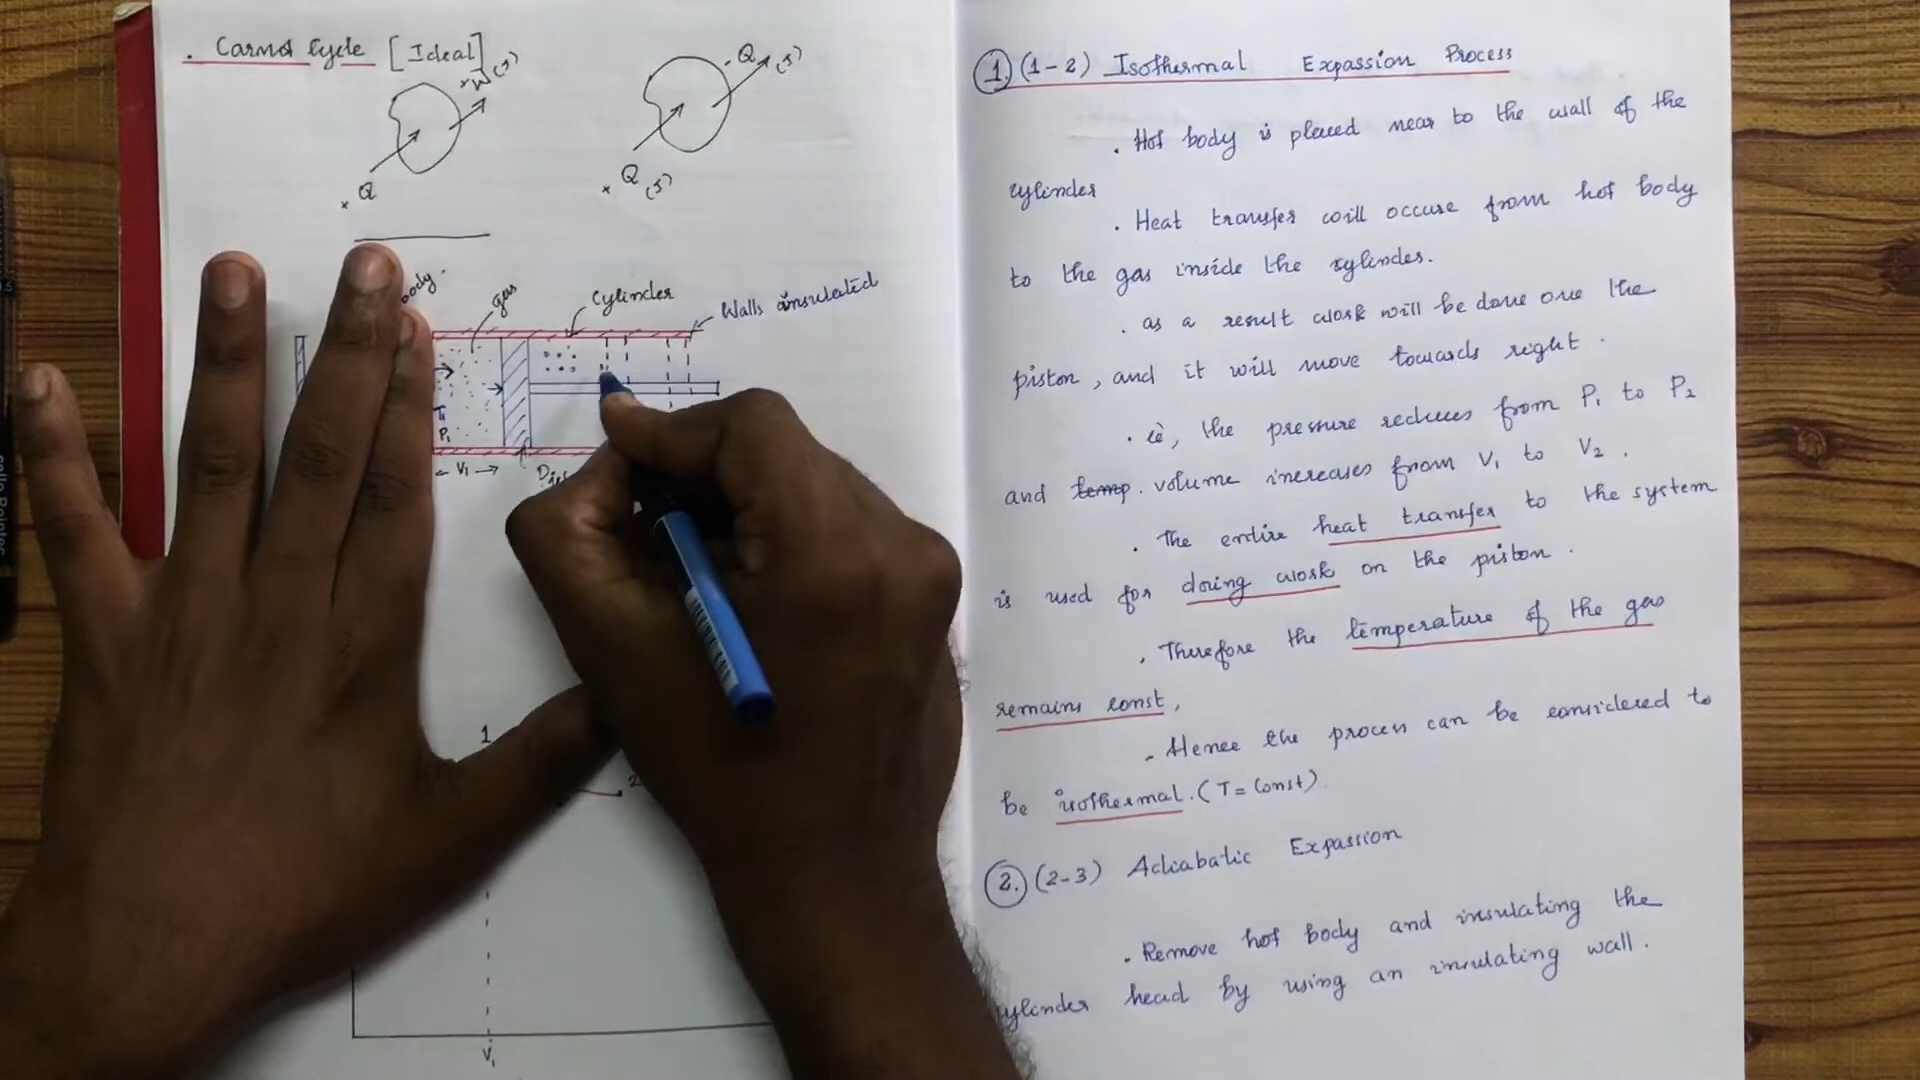 . Carnot Cycle [Ideal]
+W (J)
+ Q
- Q (J)
+ Q (J)
body.
gas
Cylinder
Walls insulated
T1
P1
← V1 →
1
2
V1
1. (1-2) Isothermal Expassion Process
. Hot body is placed near to the wall of the
cylinder
. Heat transfer will occure from hot body
to the gas inside the cylinder.
. as a result work will be done one the
piston, and it will move towards right.
. ie, the pressure reduces from P1 to P2
and temp. volume increases from V1 to V2.
. The entire heat transfer to the system
is used for doing work on the piston.
. Therefore the temperature of the gas
remains const,
. Hence the process can be considered to
be isothermal. (T = Const)
2. (2-3) Adiabatic Expassion
. Remove hot body and insulating the
cylinder head by using an insulating wall.